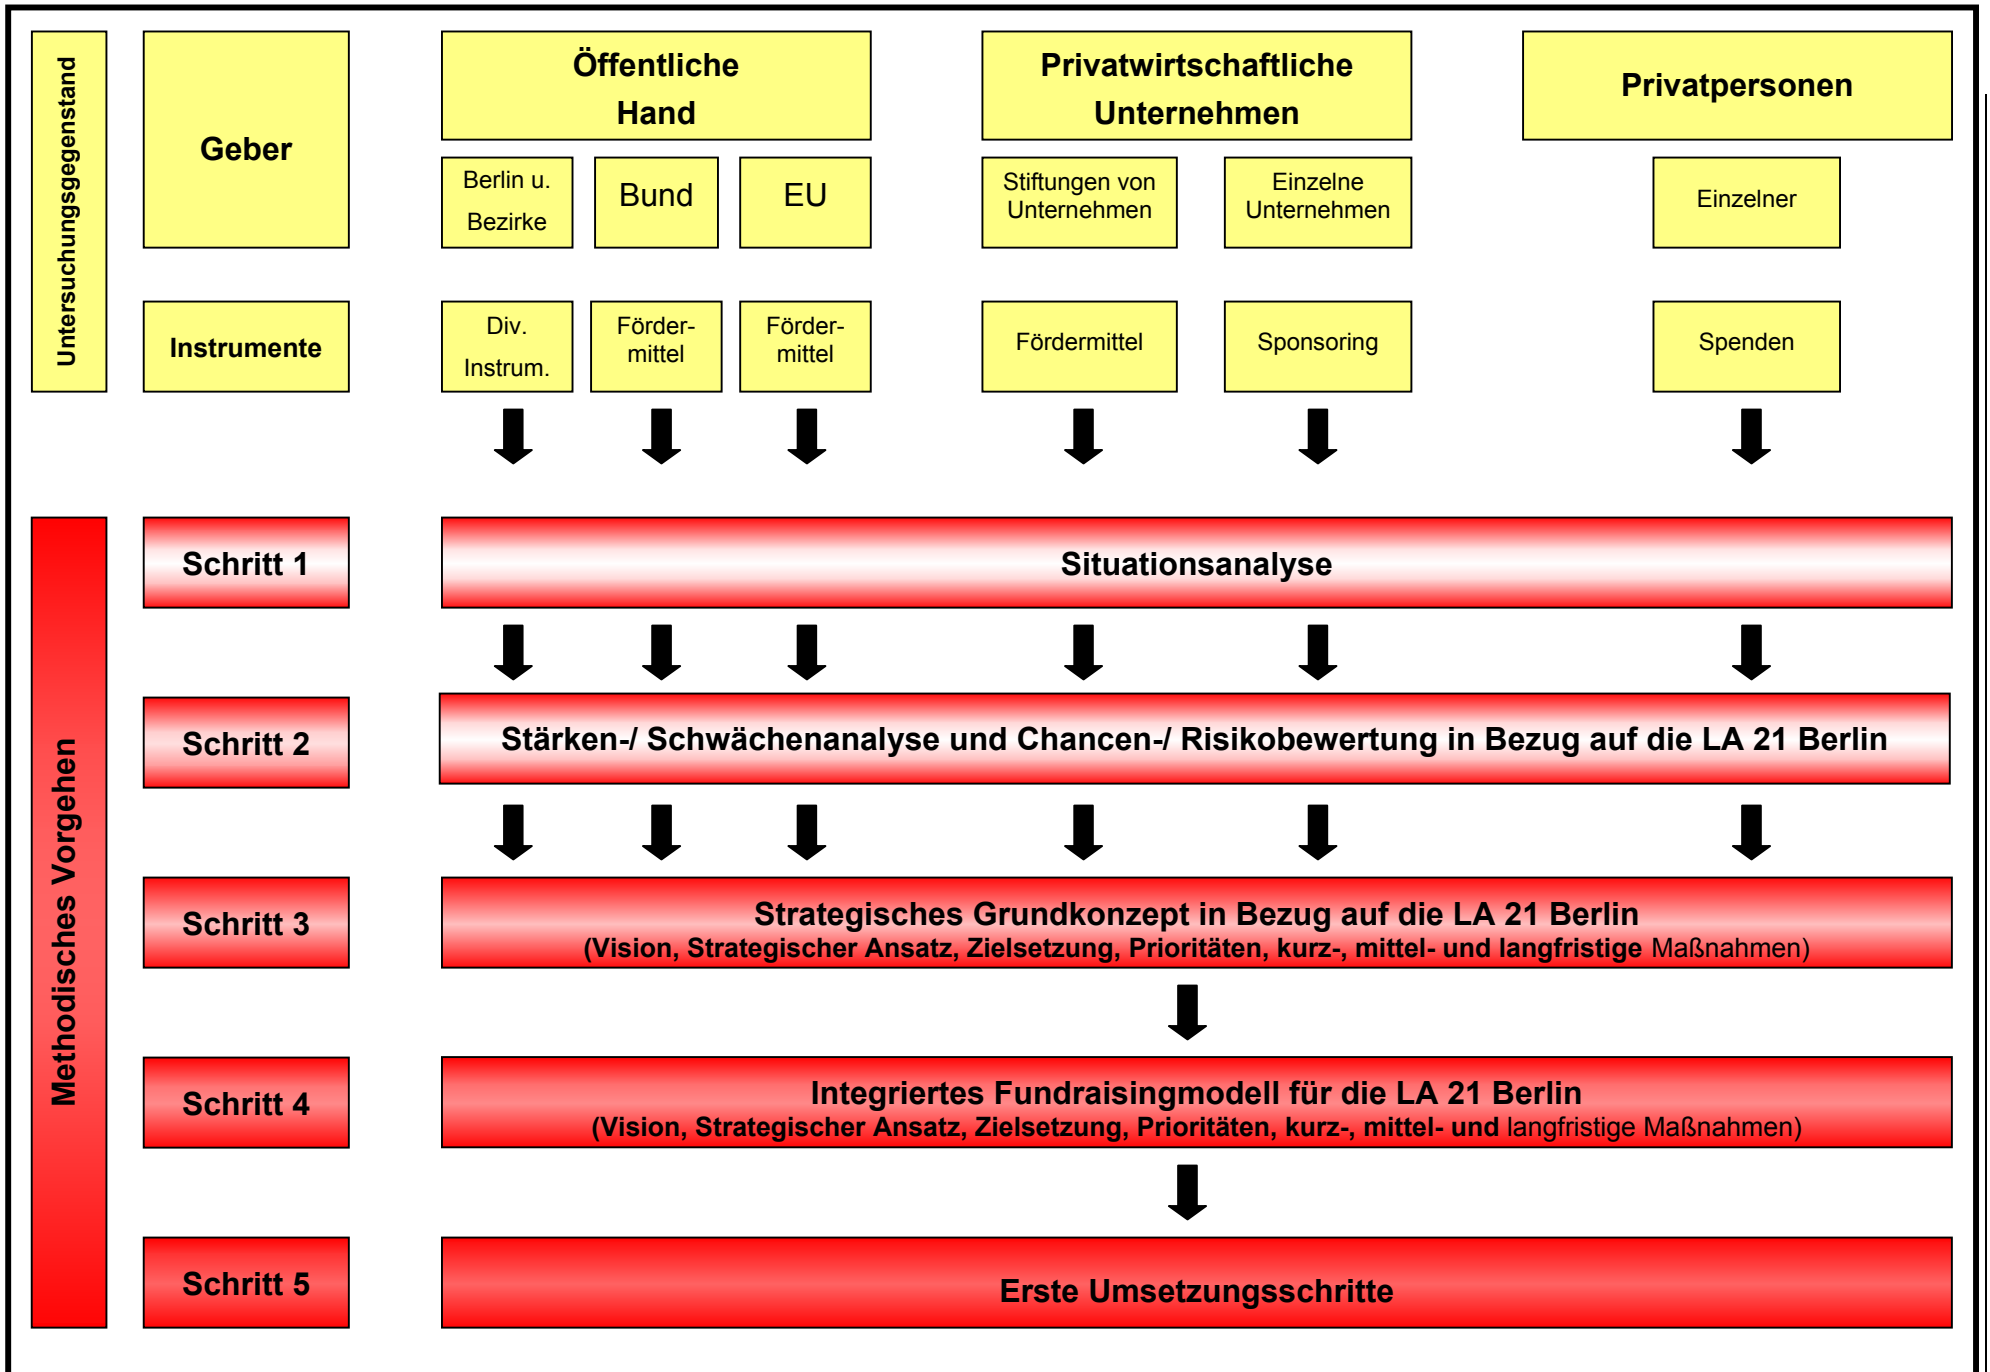 Untersuchungsgegenstand
Geber
Öffentliche
Hand
Privatwirtschaftliche
Unternehmen
Privatpersonen
Berlin u.
Bezirke
Bund
EU
Stiftungen von
Unternehmen
Einzelne
Unternehmen
Einzelner
Instrumente
Div.
Instrum.
Förder-
mittel
Förder-
mittel
Fördermittel
Sponsoring
Spenden
Methodisches Vorgehen
Schritt 1
Situationsanalyse
Schritt 2
Stärken-/ Schwächenanalyse und Chancen-/ Risikobewertung in Bezug auf die LA 21 Berlin
Schritt 3
Strategisches Grundkonzept in Bezug auf die LA 21 Berlin
(Vision, Strategischer Ansatz, Zielsetzung, Prioritäten, kurz-, mittel- und langfristige Maßnahmen)
Schritt 4
Integriertes Fundraisingmodell für die LA 21 Berlin
(Vision, Strategischer Ansatz, Zielsetzung, Prioritäten, kurz-, mittel- und langfristige Maßnahmen)
Schritt 5
Erste Umsetzungsschritte